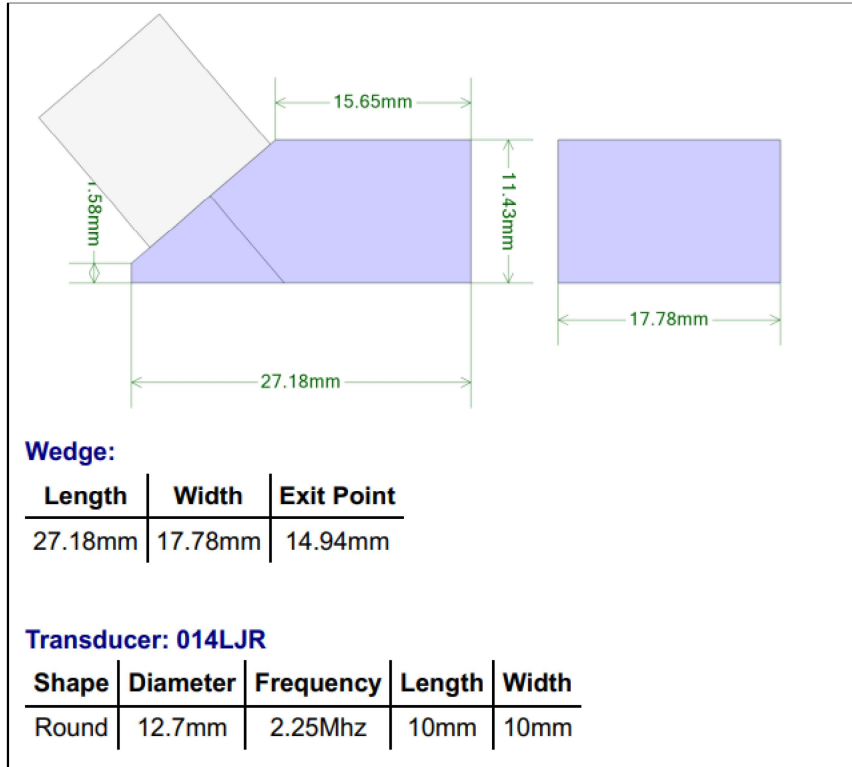 15.65mm
.58mm
11.43mm
17.78mm
27.18mm
Wedge:
Length Width Exit Point
27.18mm 17.78mm 14.94mm
Transducer: 014LJR
Shape Diameter Frequency Length Width
Round 12.7mm 2.25Mhz 10mm 10mm